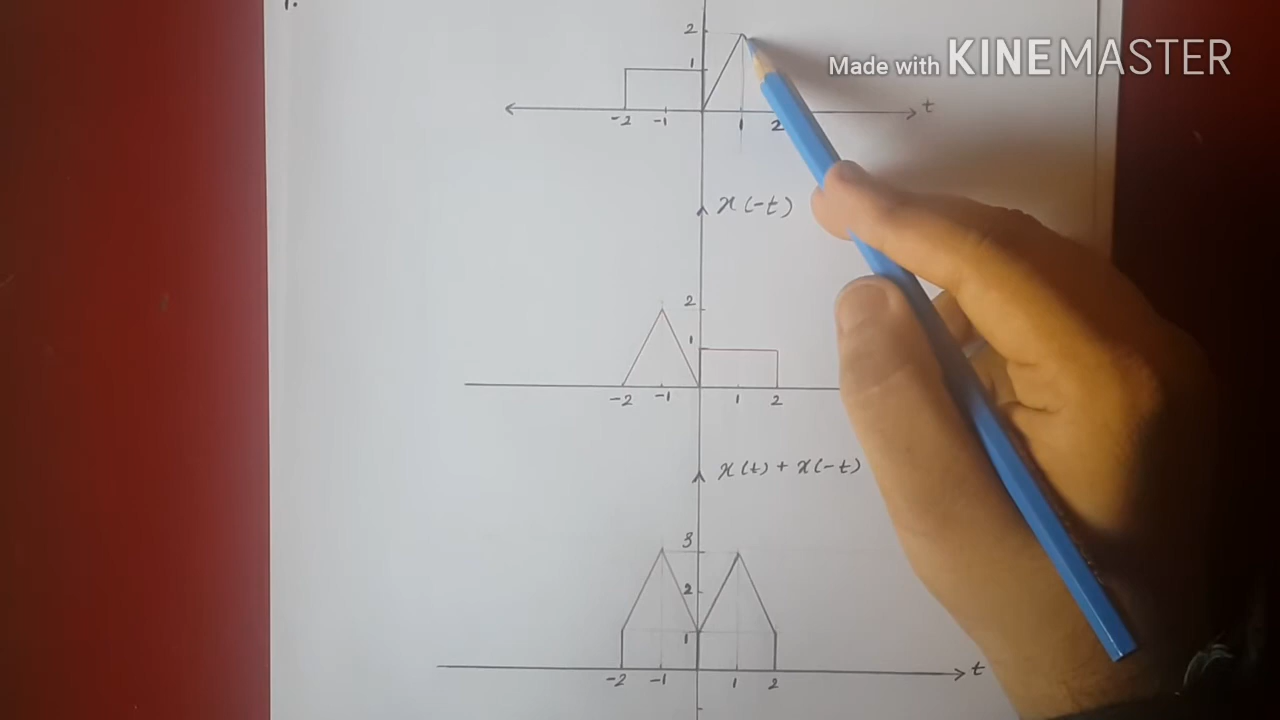 1.
Made with KINEMASTER
2
1
-2 -1 1 2 t
x(-t)
2
1
-2 -1 1 2
x(t) + x(-t)
3
2
1
-2 -1 1 2 t